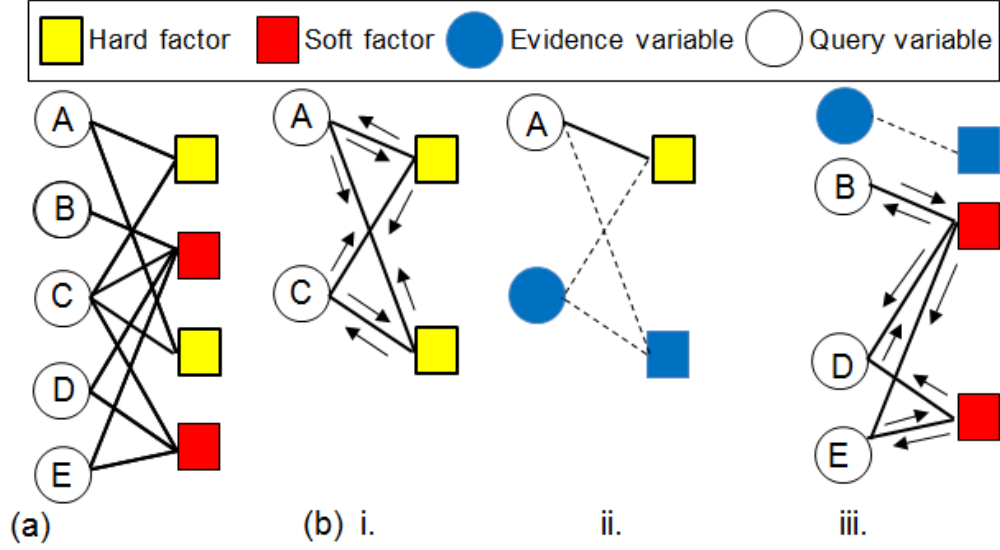 Hard factor Soft factor Evidence variable Query variable
A
B
C
D
E
A
C
A
B
D
E
(a) (b) i. ii. iii.